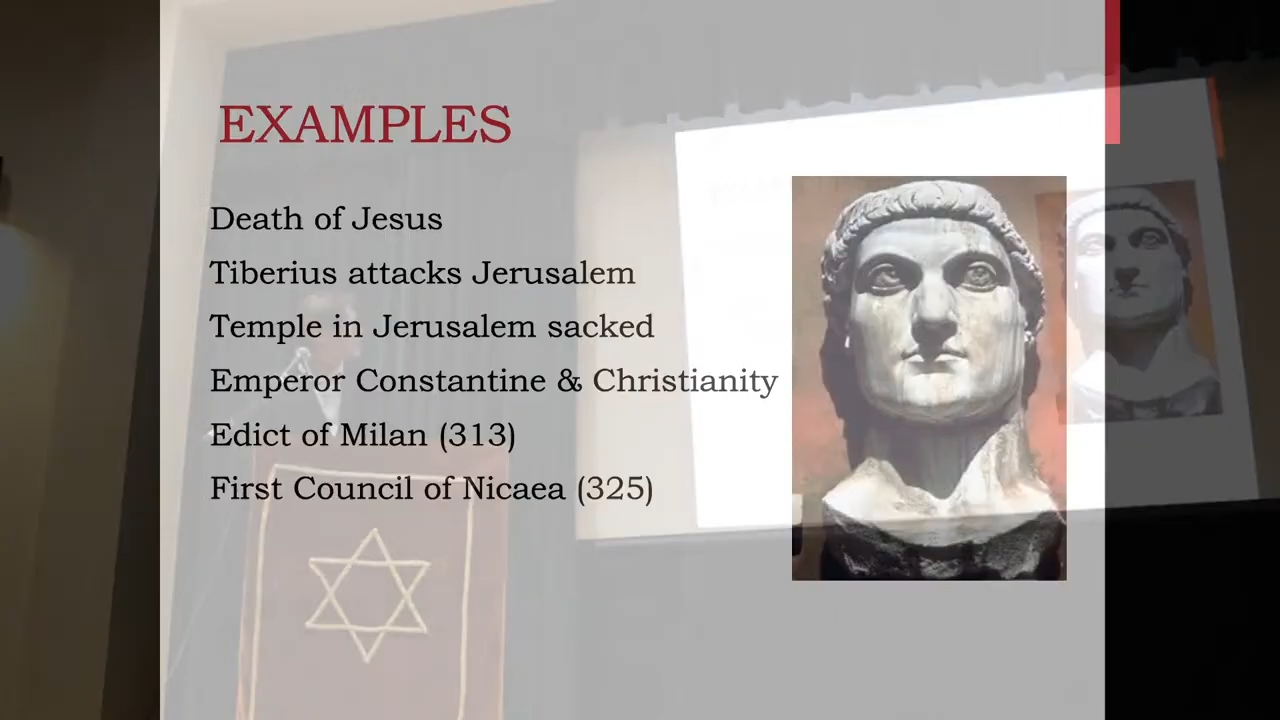 EXAMPLES
Death of Jesus
Tiberius attacks Jerusalem
Temple in Jerusalem sacked
Emperor Constantine & Christianity
Edict of Milan (313)
First Council of Nicaea (325)